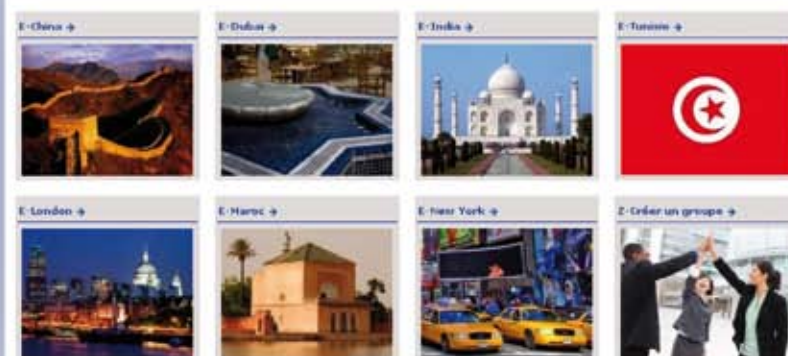 E-China →
E-Dubai →
E-India →
E-Tunisie →
E-London →
E-Maroc →
E-New York →
Z-Créer un groupe →